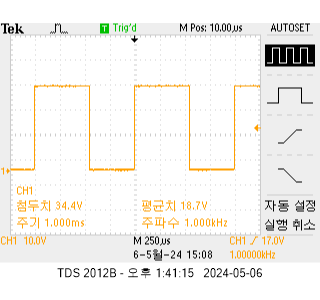 Tek Trig'd M Pos: 10.00µs AUTOSET
1
CH1
첨두치 34.4V 평균치 18.7V
주기 1.000ms 주파수 1.000kHz
자동 설정
실행 취소
CH1 10.0V M 250µs CH1 / 17.0V
6-5월-24 15:08 1.00000kHz
TDS 2012B - 오후 1:41:15 2024-05-06